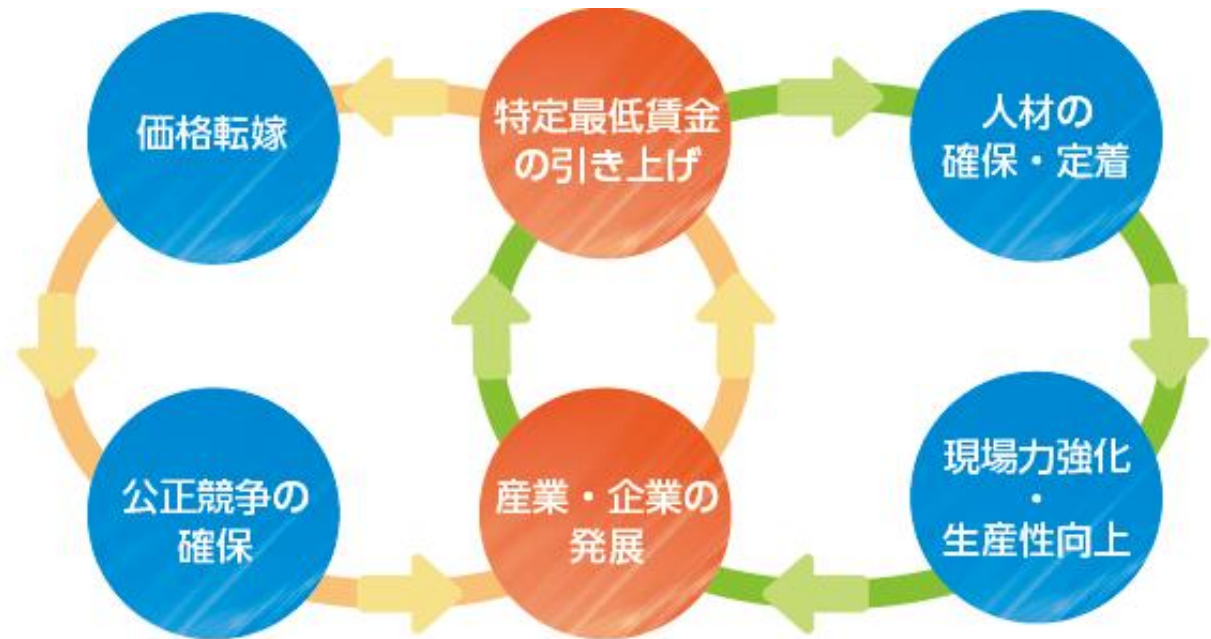 価格転嫁
特定最低賃金
の引き上げ
人材の
確保・定着
公正競争の
確保
産業・企業の
発展
現場力強化
・
生産性向上